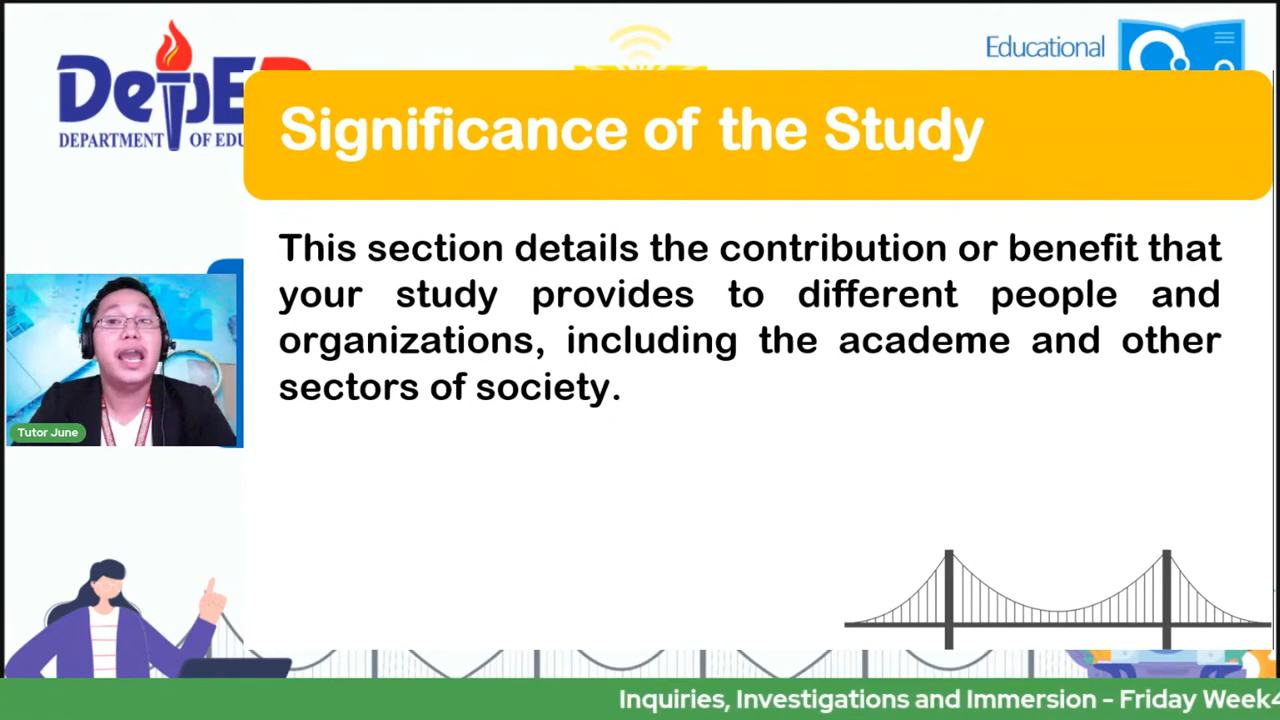 DepE
DEPARTMENT OF EDU
Educational
Significance of the Study
This section details the contribution or benefit that
your study provides to different people and
organizations, including the academe and other
sectors of society.
Tutor June
Inquiries, Investigations and Immersion - Friday Week4